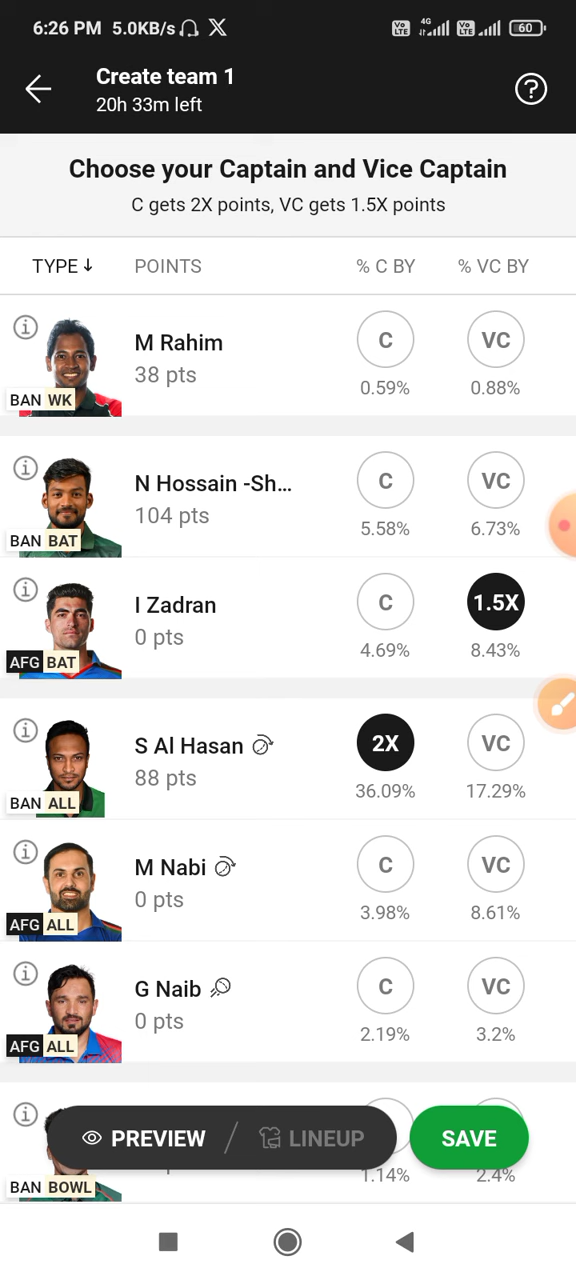 6:26 PM 5.0KB/s X Vo LTE 4G Vo LTE 60
Create team 1
20h 33m left
?
Choose your Captain and Vice Captain
C gets 2X points, VC gets 1.5X points
TYPE↓ POINTS % C BY % VC BY
M Rahim C VC
38 pts 0.59% 0.88%
BAN WK
N Hossain -Sh... C VC
104 pts 5.58% 6.73%
BAN BAT
I Zadran C 1.5X
0 pts 4.69% 8.43%
AFG BAT
S Al Hasan 2X VC
88 pts 36.09% 17.29%
BAN ALL
M Nabi C VC
0 pts 3.98% 8.61%
AFG ALL
G Naib C VC
0 pts 2.19% 3.2%
AFG ALL
PREVIEW / LINEUP SAVE
1.14% 2.4%
BAN BOWL